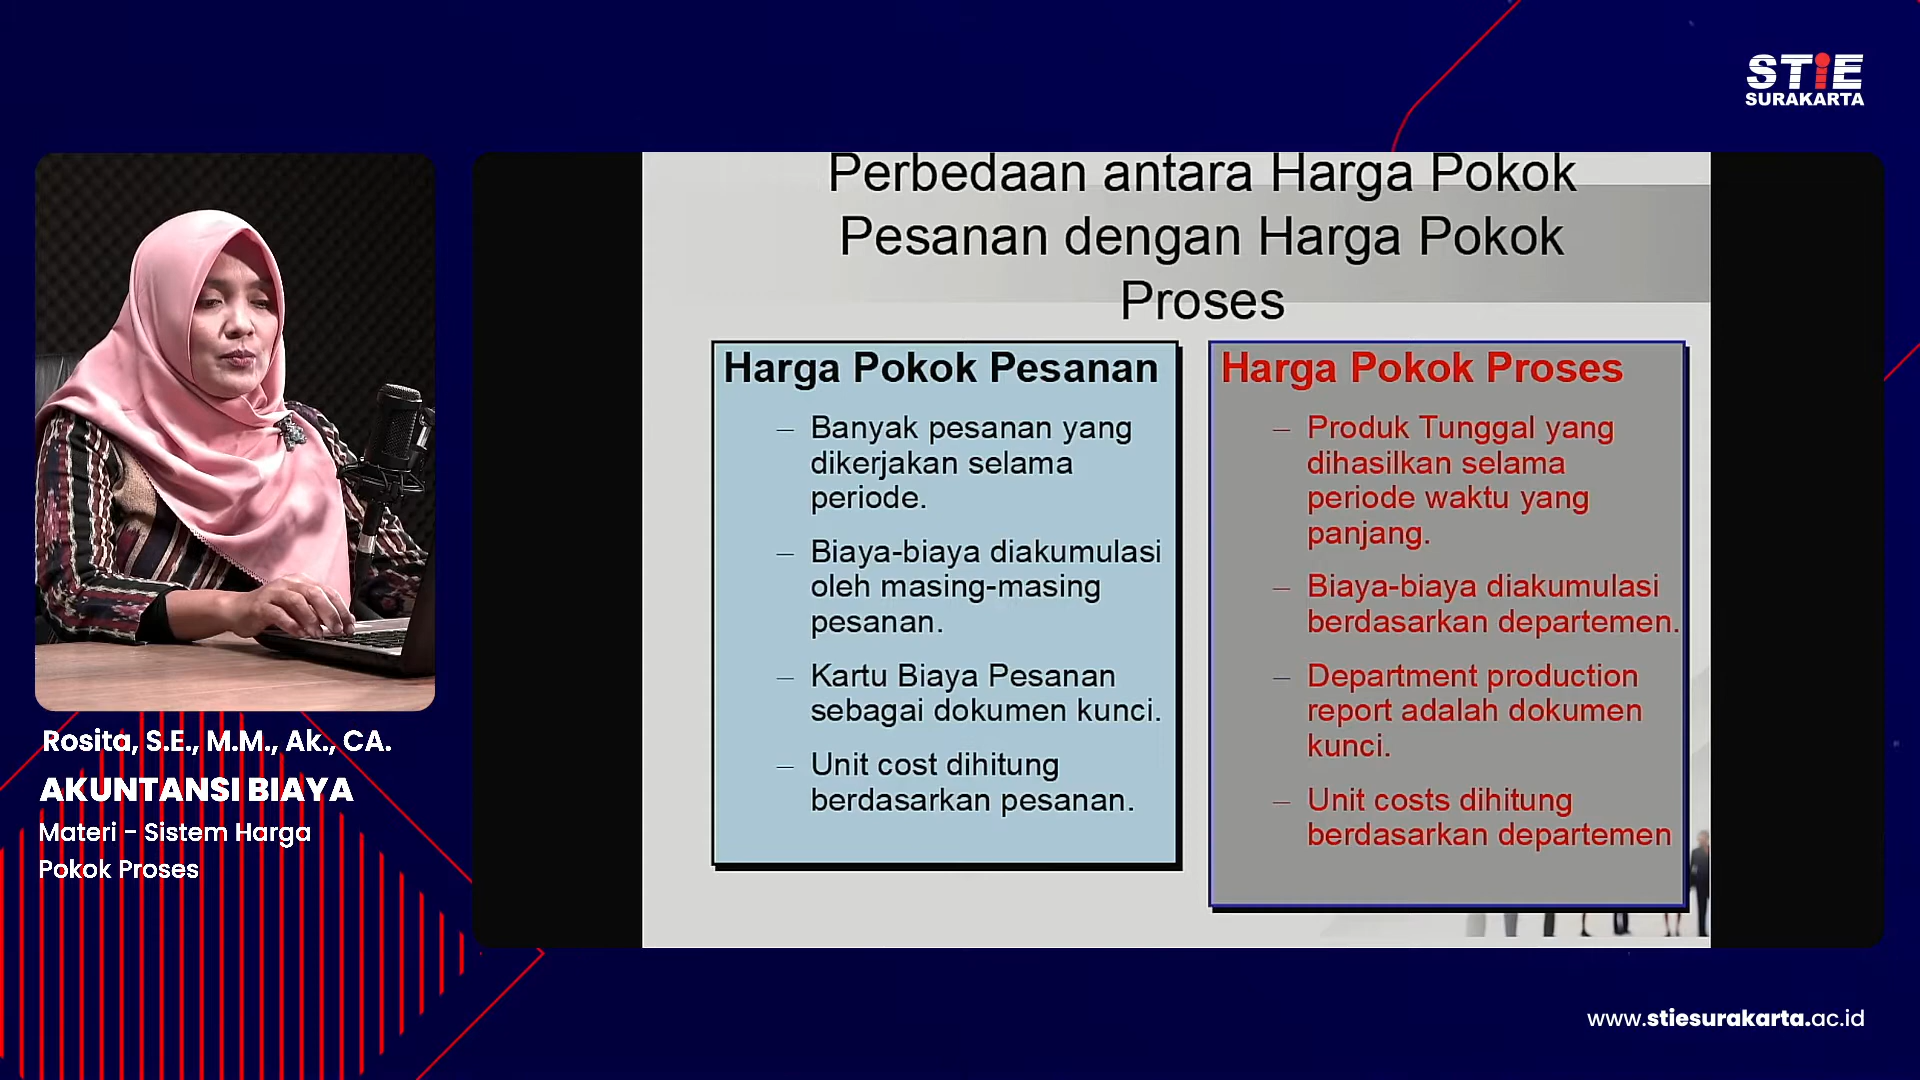 STiE
SURAKARTA
Perbedaan antara Harga Pokok
Pesanan dengan Harga Pokok
Proses
Harga Pokok Pesanan
– Banyak pesanan yang
dikerjakan selama
periode.
– Biaya-biaya diakumulasi
oleh masing-masing
pesanan.
– Kartu Biaya Pesanan
sebagai dokumen kunci.
– Unit cost dihitung
berdasarkan pesanan.
Harga Pokok Proses
– Produk Tunggal yang
dihasilkan selama
periode waktu yang
panjang.
– Biaya-biaya diakumulasi
berdasarkan departemen.
– Department production
report adalah dokumen
kunci.
– Unit costs dihitung
berdasarkan departemen
Rosita, S.E., M.M., Ak., CA.
AKUNTANSI BIAYA
Materi - Sistem Harga
Pokok Proses
www.stiesurakarta.ac.id